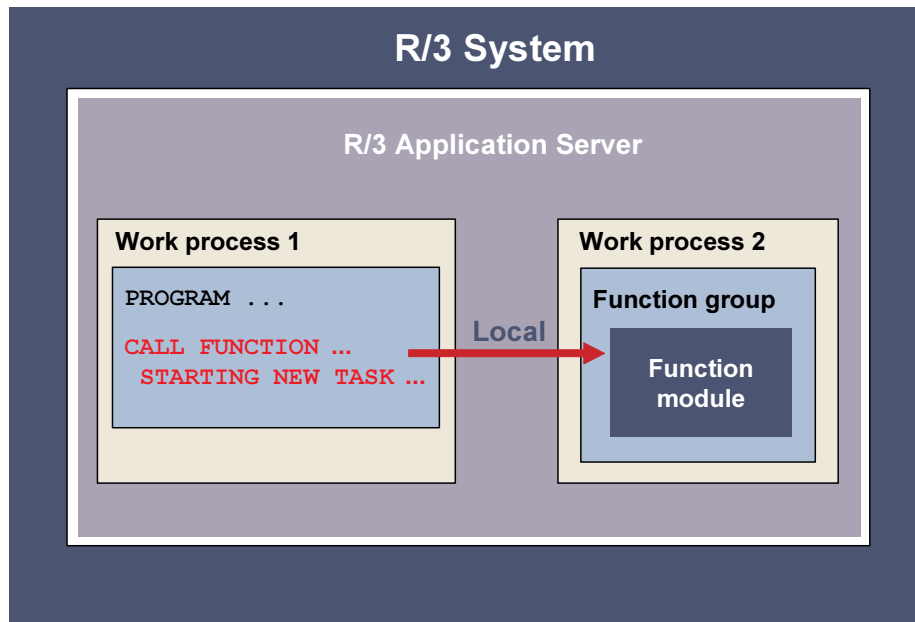 R/3 System
R/3 Application Server
Work process 1
PROGRAM ...
CALL FUNCTION ...
STARTING NEW TASK ...
Local
Work process 2
Function group
Function
module